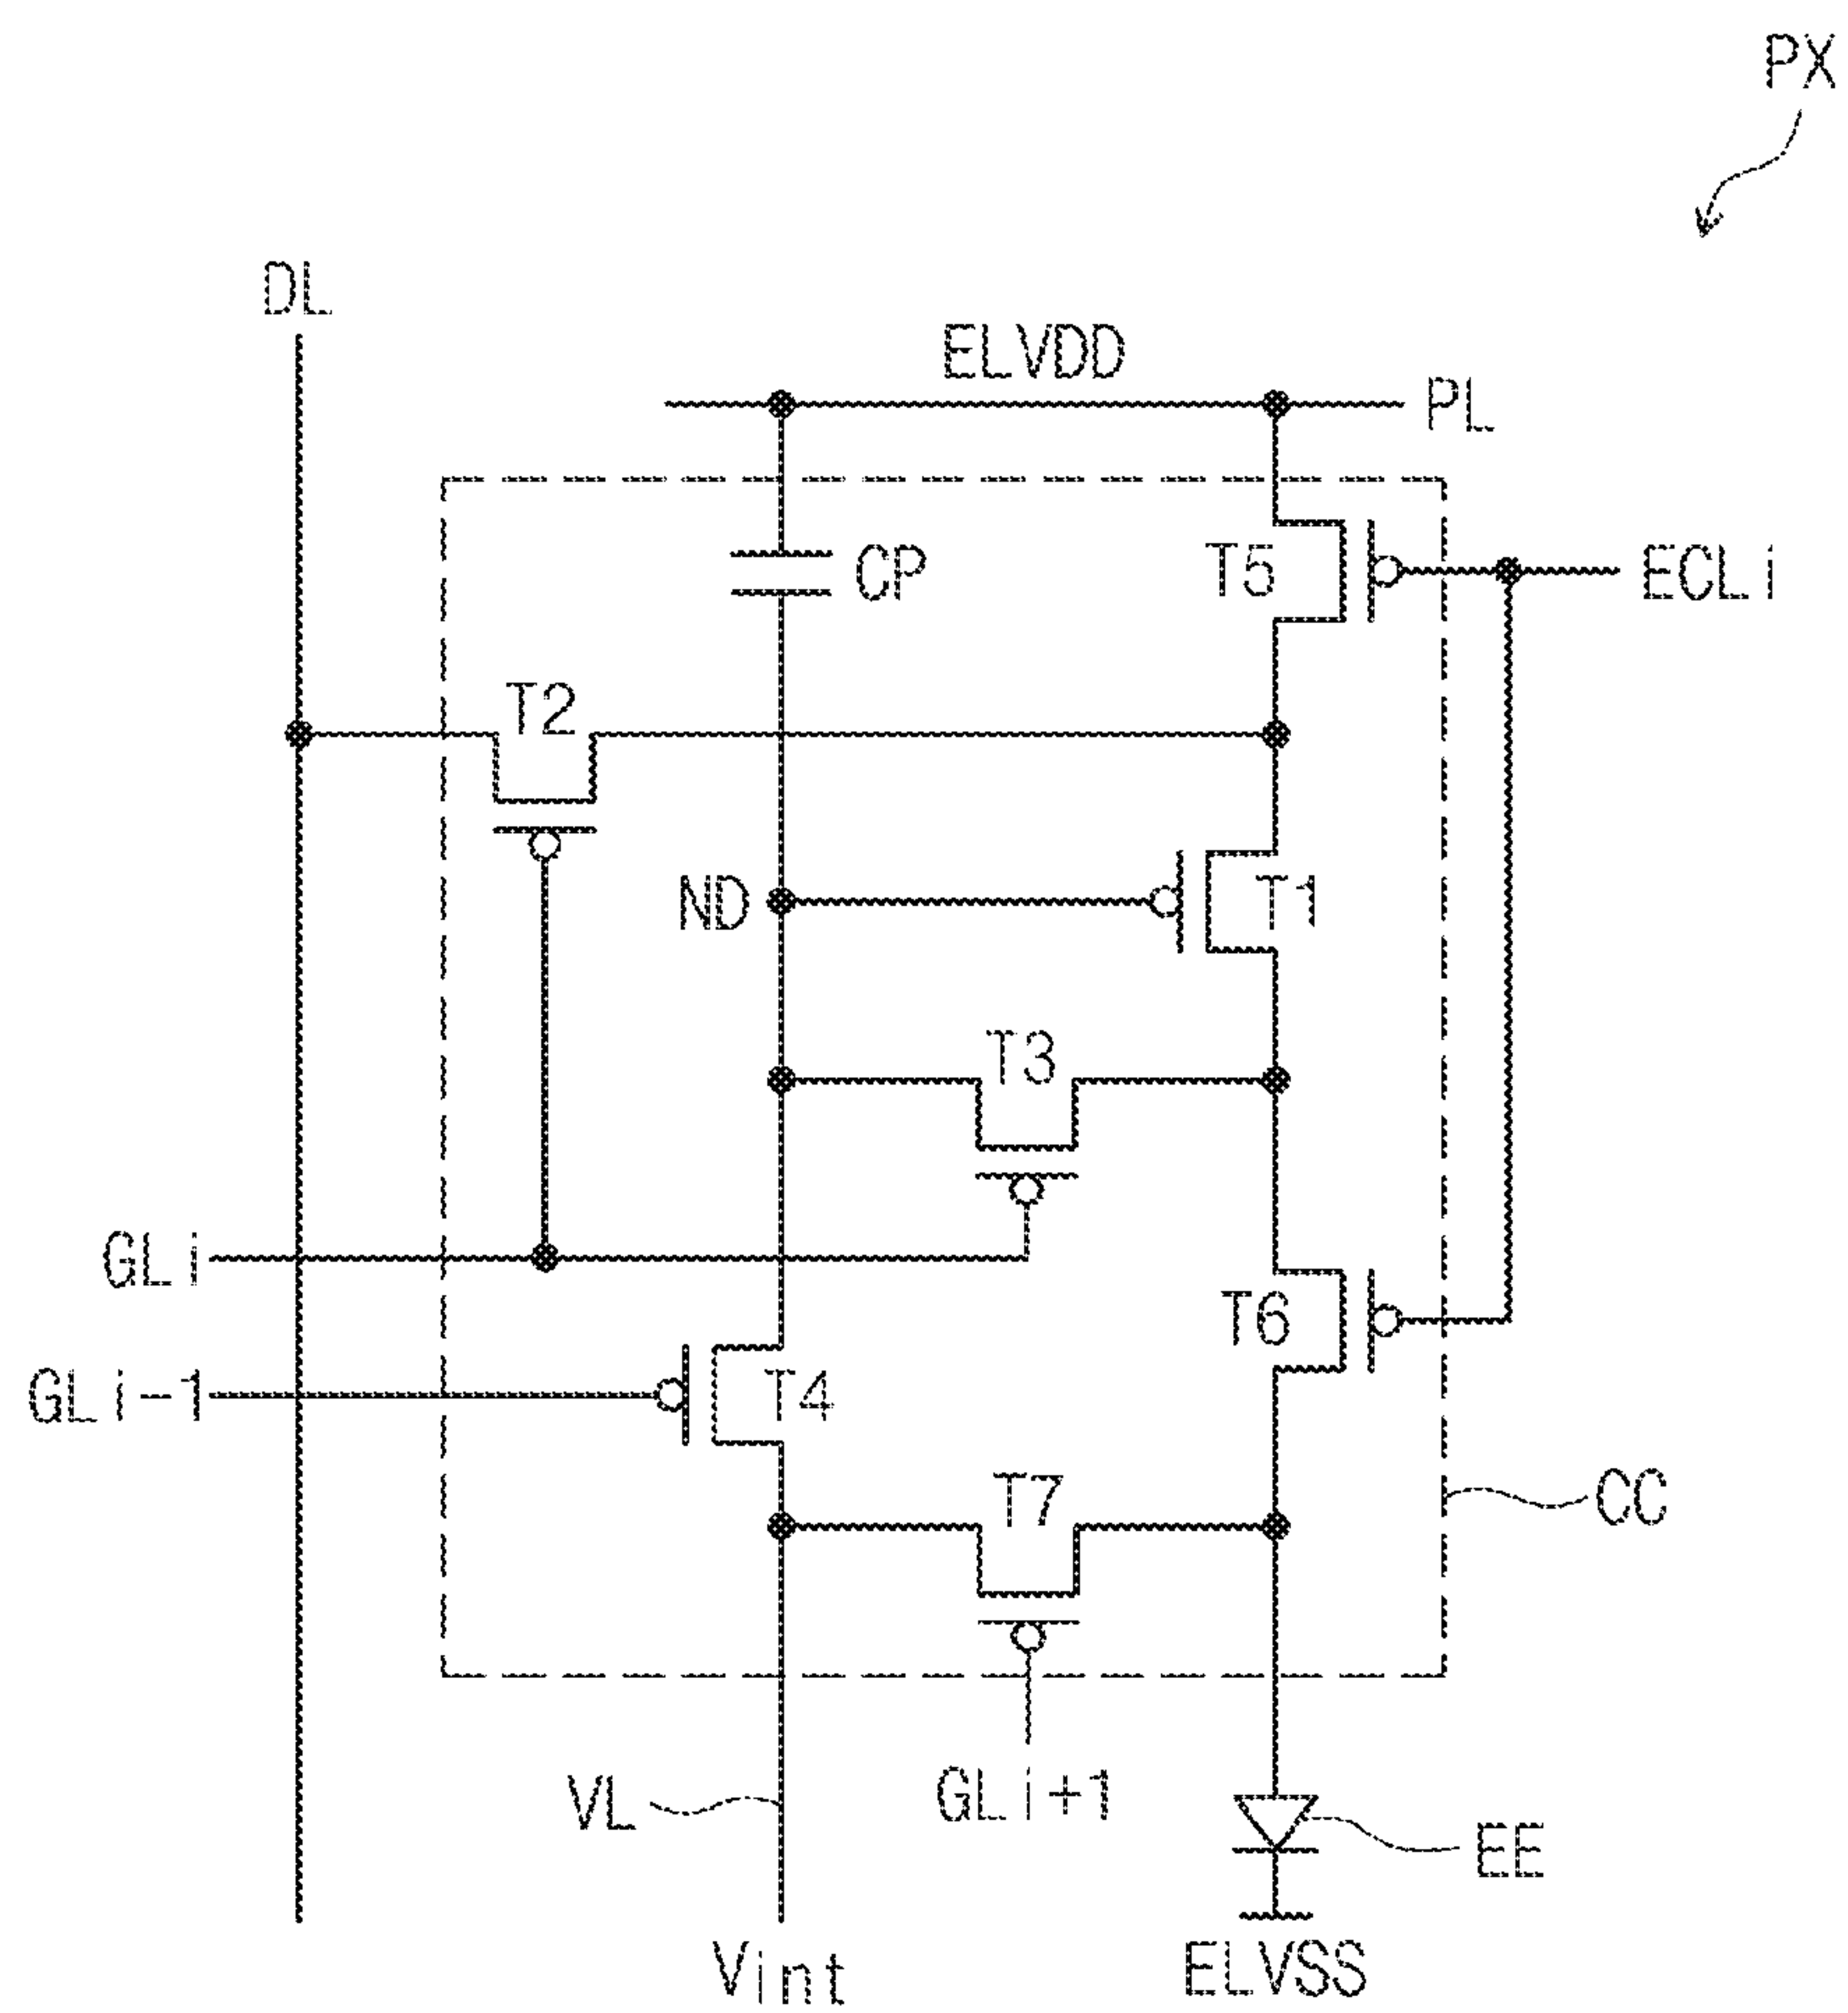 PX
DL
ELVDD
PL
CP
T5
ECLi
T2
ND
T1
T3
GLi
T6
GLi-1
T4
T7
CC
VL
GLi+1
EE
Vint
ELVSS